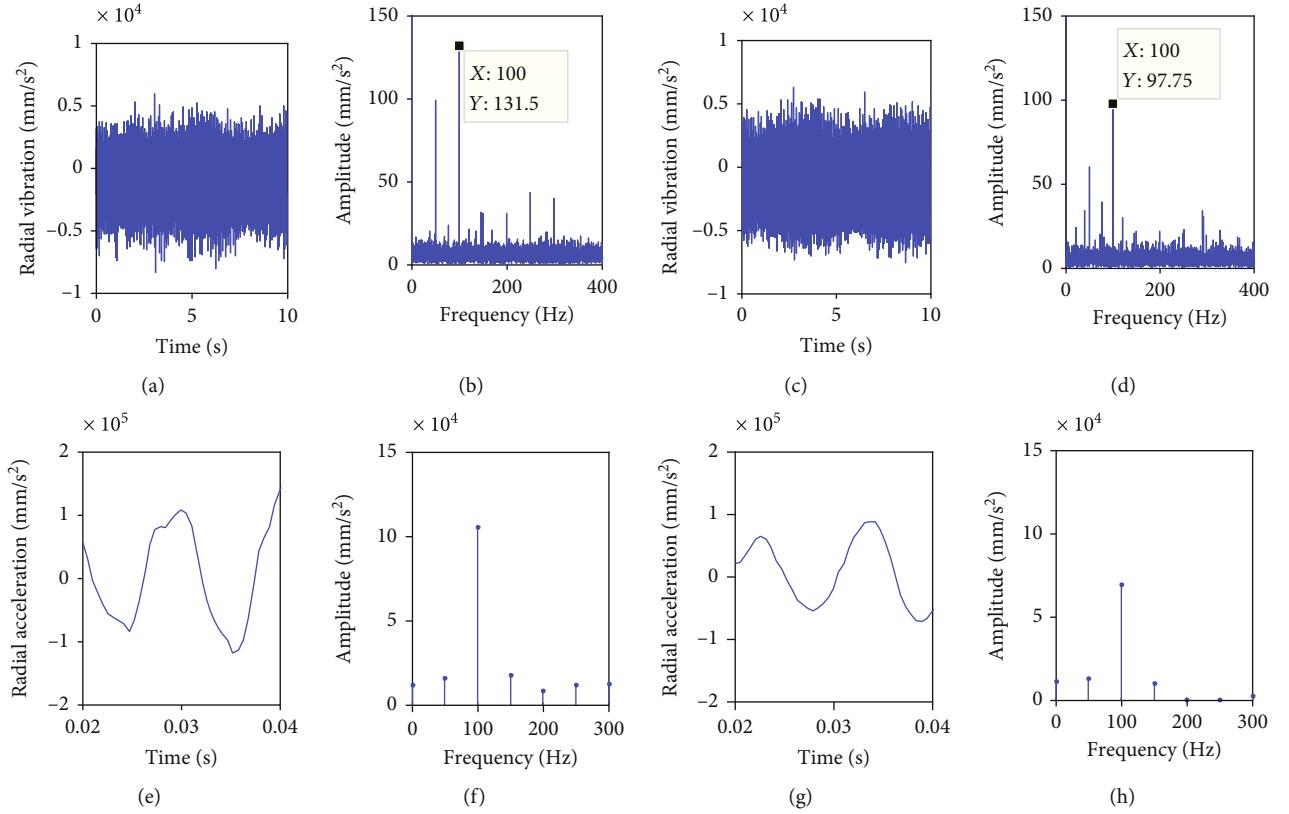 × 10⁴
Radial vibration (mm/s²)
1
0.5
0
−0.5
−1
0 5 10
Time (s)
(a)
Amplitude (mm/s²)
150
100
50
0
X: 100
Y: 131.5
0 200 400
Frequency (Hz)
(b)
× 10⁴
Radial vibration (mm/s²)
1
0.5
0
−0.5
−1
0 5 10
Time (s)
(c)
Amplitude (mm/s²)
150
100
50
0
X: 100
Y: 97.75
0 200 400
Frequency (Hz)
(d)
× 10⁵
Radial acceleration (mm/s²)
2
1
0
−1
−2
0.02 0.03 0.04
Time (s)
(e)
× 10⁴
Amplitude (mm/s²)
15
10
5
0
0 100 200 300
Frequency (Hz)
(f)
× 10⁵
Radial acceleration (mm/s²)
2
1
0
−1
−2
0.02 0.03 0.04
Time (s)
(g)
× 10⁴
Amplitude (mm/s²)
15
10
5
0
0 100 200 300
Frequency (Hz)
(h)